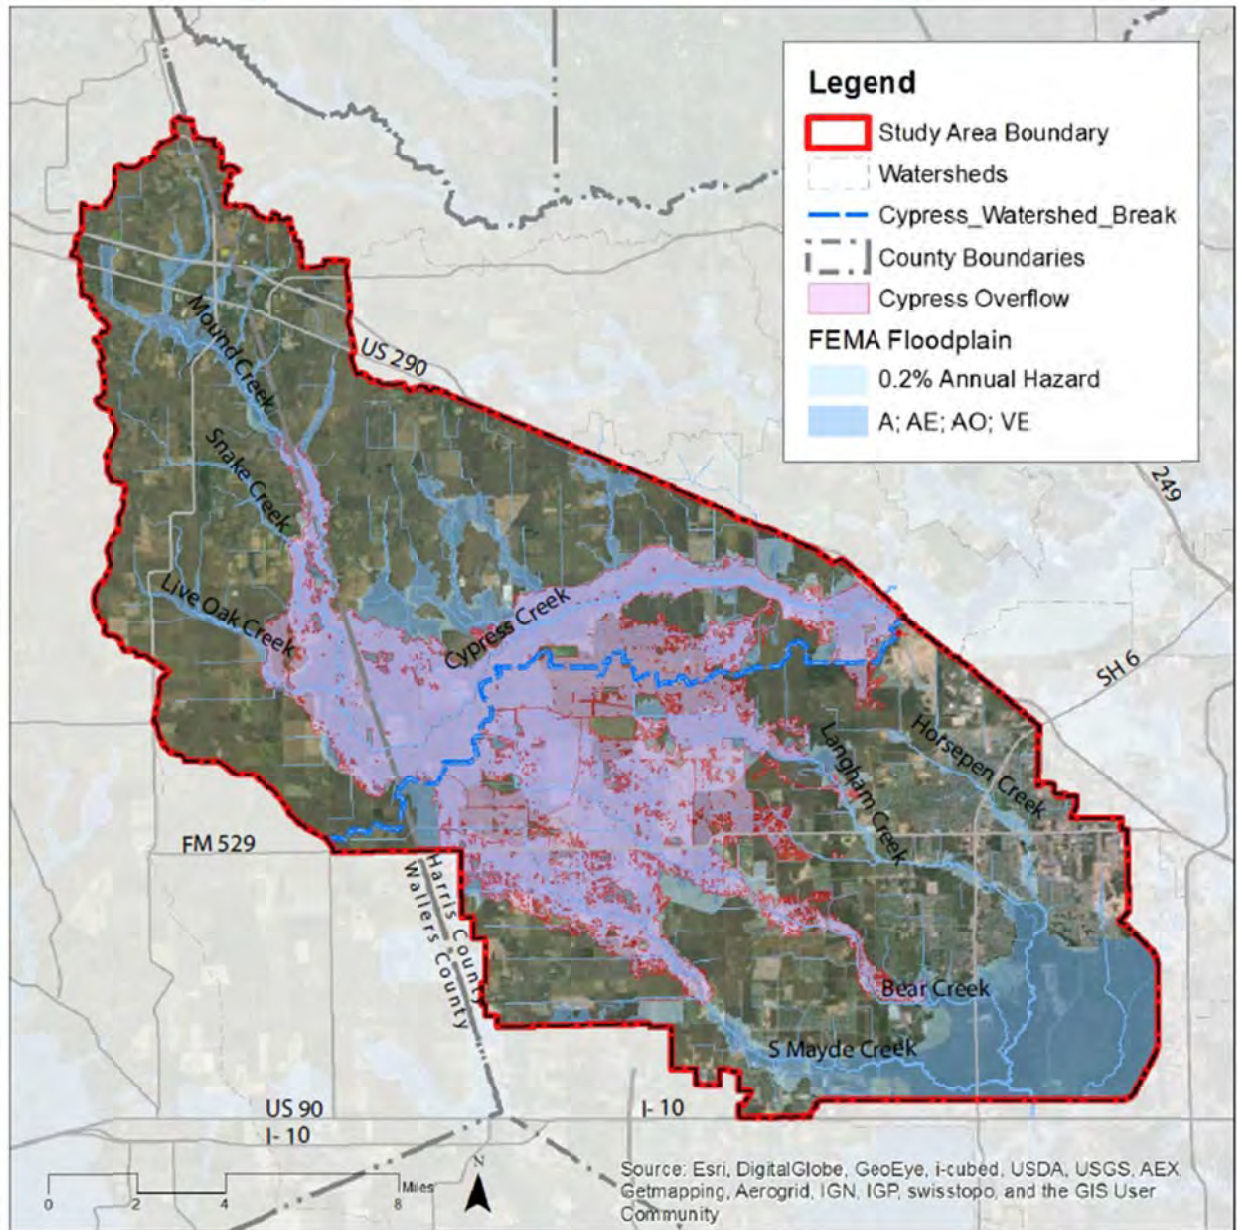 Legend
Study Area Boundary
Watersheds
Cypress_Watershed_Break
County Boundaries
Cypress Overflow
FEMA Floodplain
0.2% Annual Hazard
A; AE; AO; VE
249
Mound Creek
US 290
Snake Creek
Live Oak Creek
Cypress Creek
SH 6
Langham Creek
Horsepen Creek
FM 529
Harris County
Wallers County
Bear Creek
S Mayde Creek
US 90
I- 10
I- 10
N
Miles
0 2 4 8
Source: Esri, DigitalGlobe, GeoEye, i-cubed, USDA, USGS, AEX
Getmapping, Aerogrid, IGN, IGP, swisstopo, and the GIS User
Community